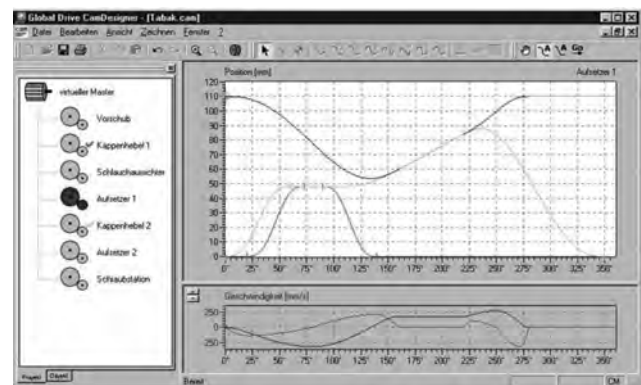 Global Drive CamDesigner - [Tabak.cam]
Datei Bearbeiten Ansicht Zeichnen Fenster ?
virtueller Master
Vorschub
Kappenhebel 1
Aufsetzer 1
Kappenhebel 2
Aufsetzer 2
Schraubstation
Projekt Objekt
Position [mm] Aufsetzer 1
120
110
100
90
80
70
60
50
40
30
20
10
0
0° 25° 50° 75° 100° 125° 150° 175° 200° 225° 250° 275° 300° 325° 350°
Geschwindigkeit [mm/s]
250
0
250
0° 25° 50° 75° 100° 125° 150° 175° 200° 225° 250° 275° 300° 325° 350°
Bereit